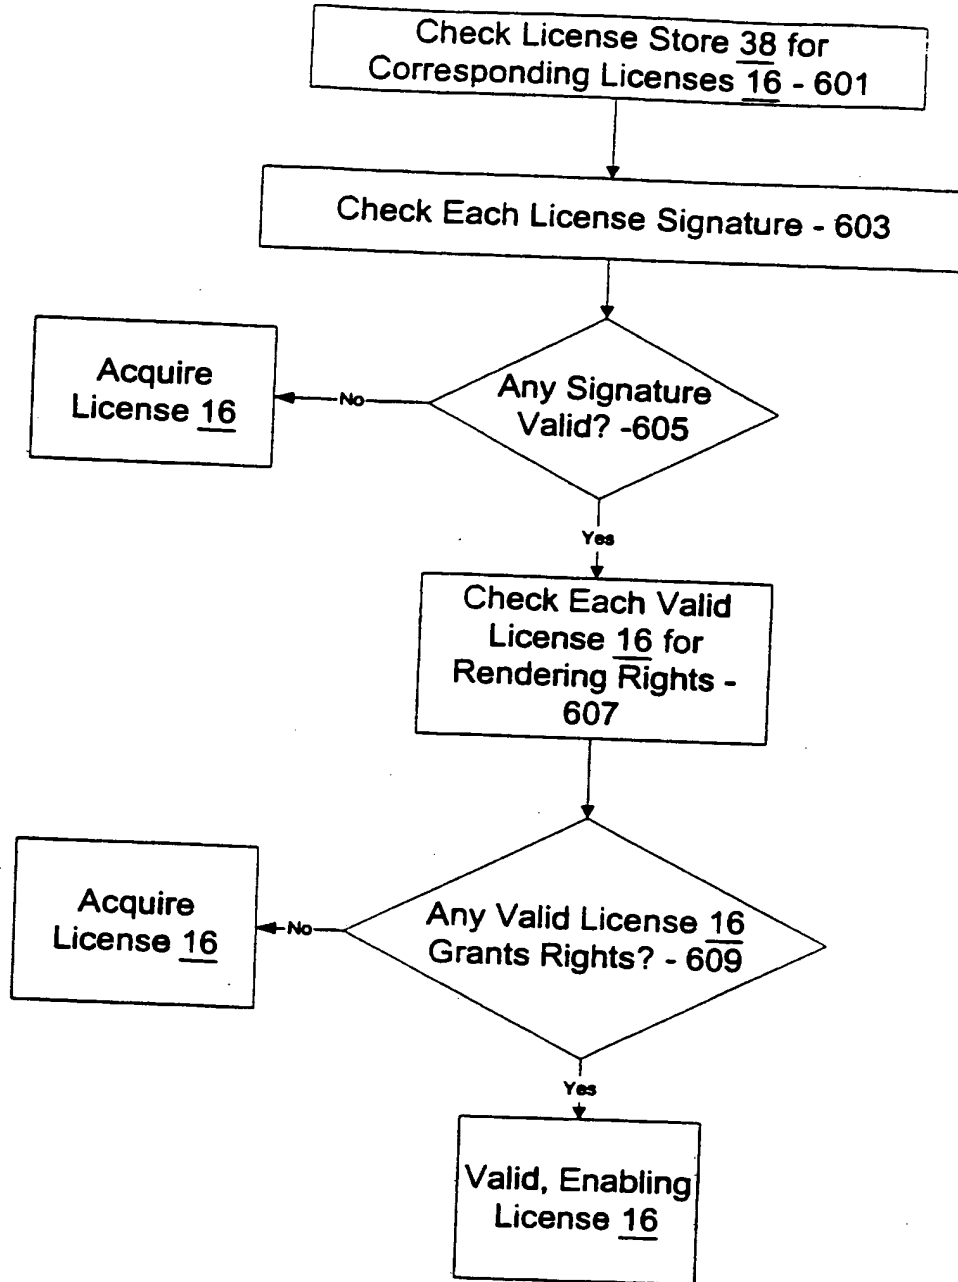 Check License Store 38 for
Corresponding Licenses 16 - 601
Check Each License Signature - 603
Acquire
License 16
No
Any Signature
Valid? -605
Yes
Check Each Valid
License 16 for
Rendering Rights -
607
Acquire
License 16
No
Any Valid License 16
Grants Rights? - 609
Yes
Valid, Enabling
License 16